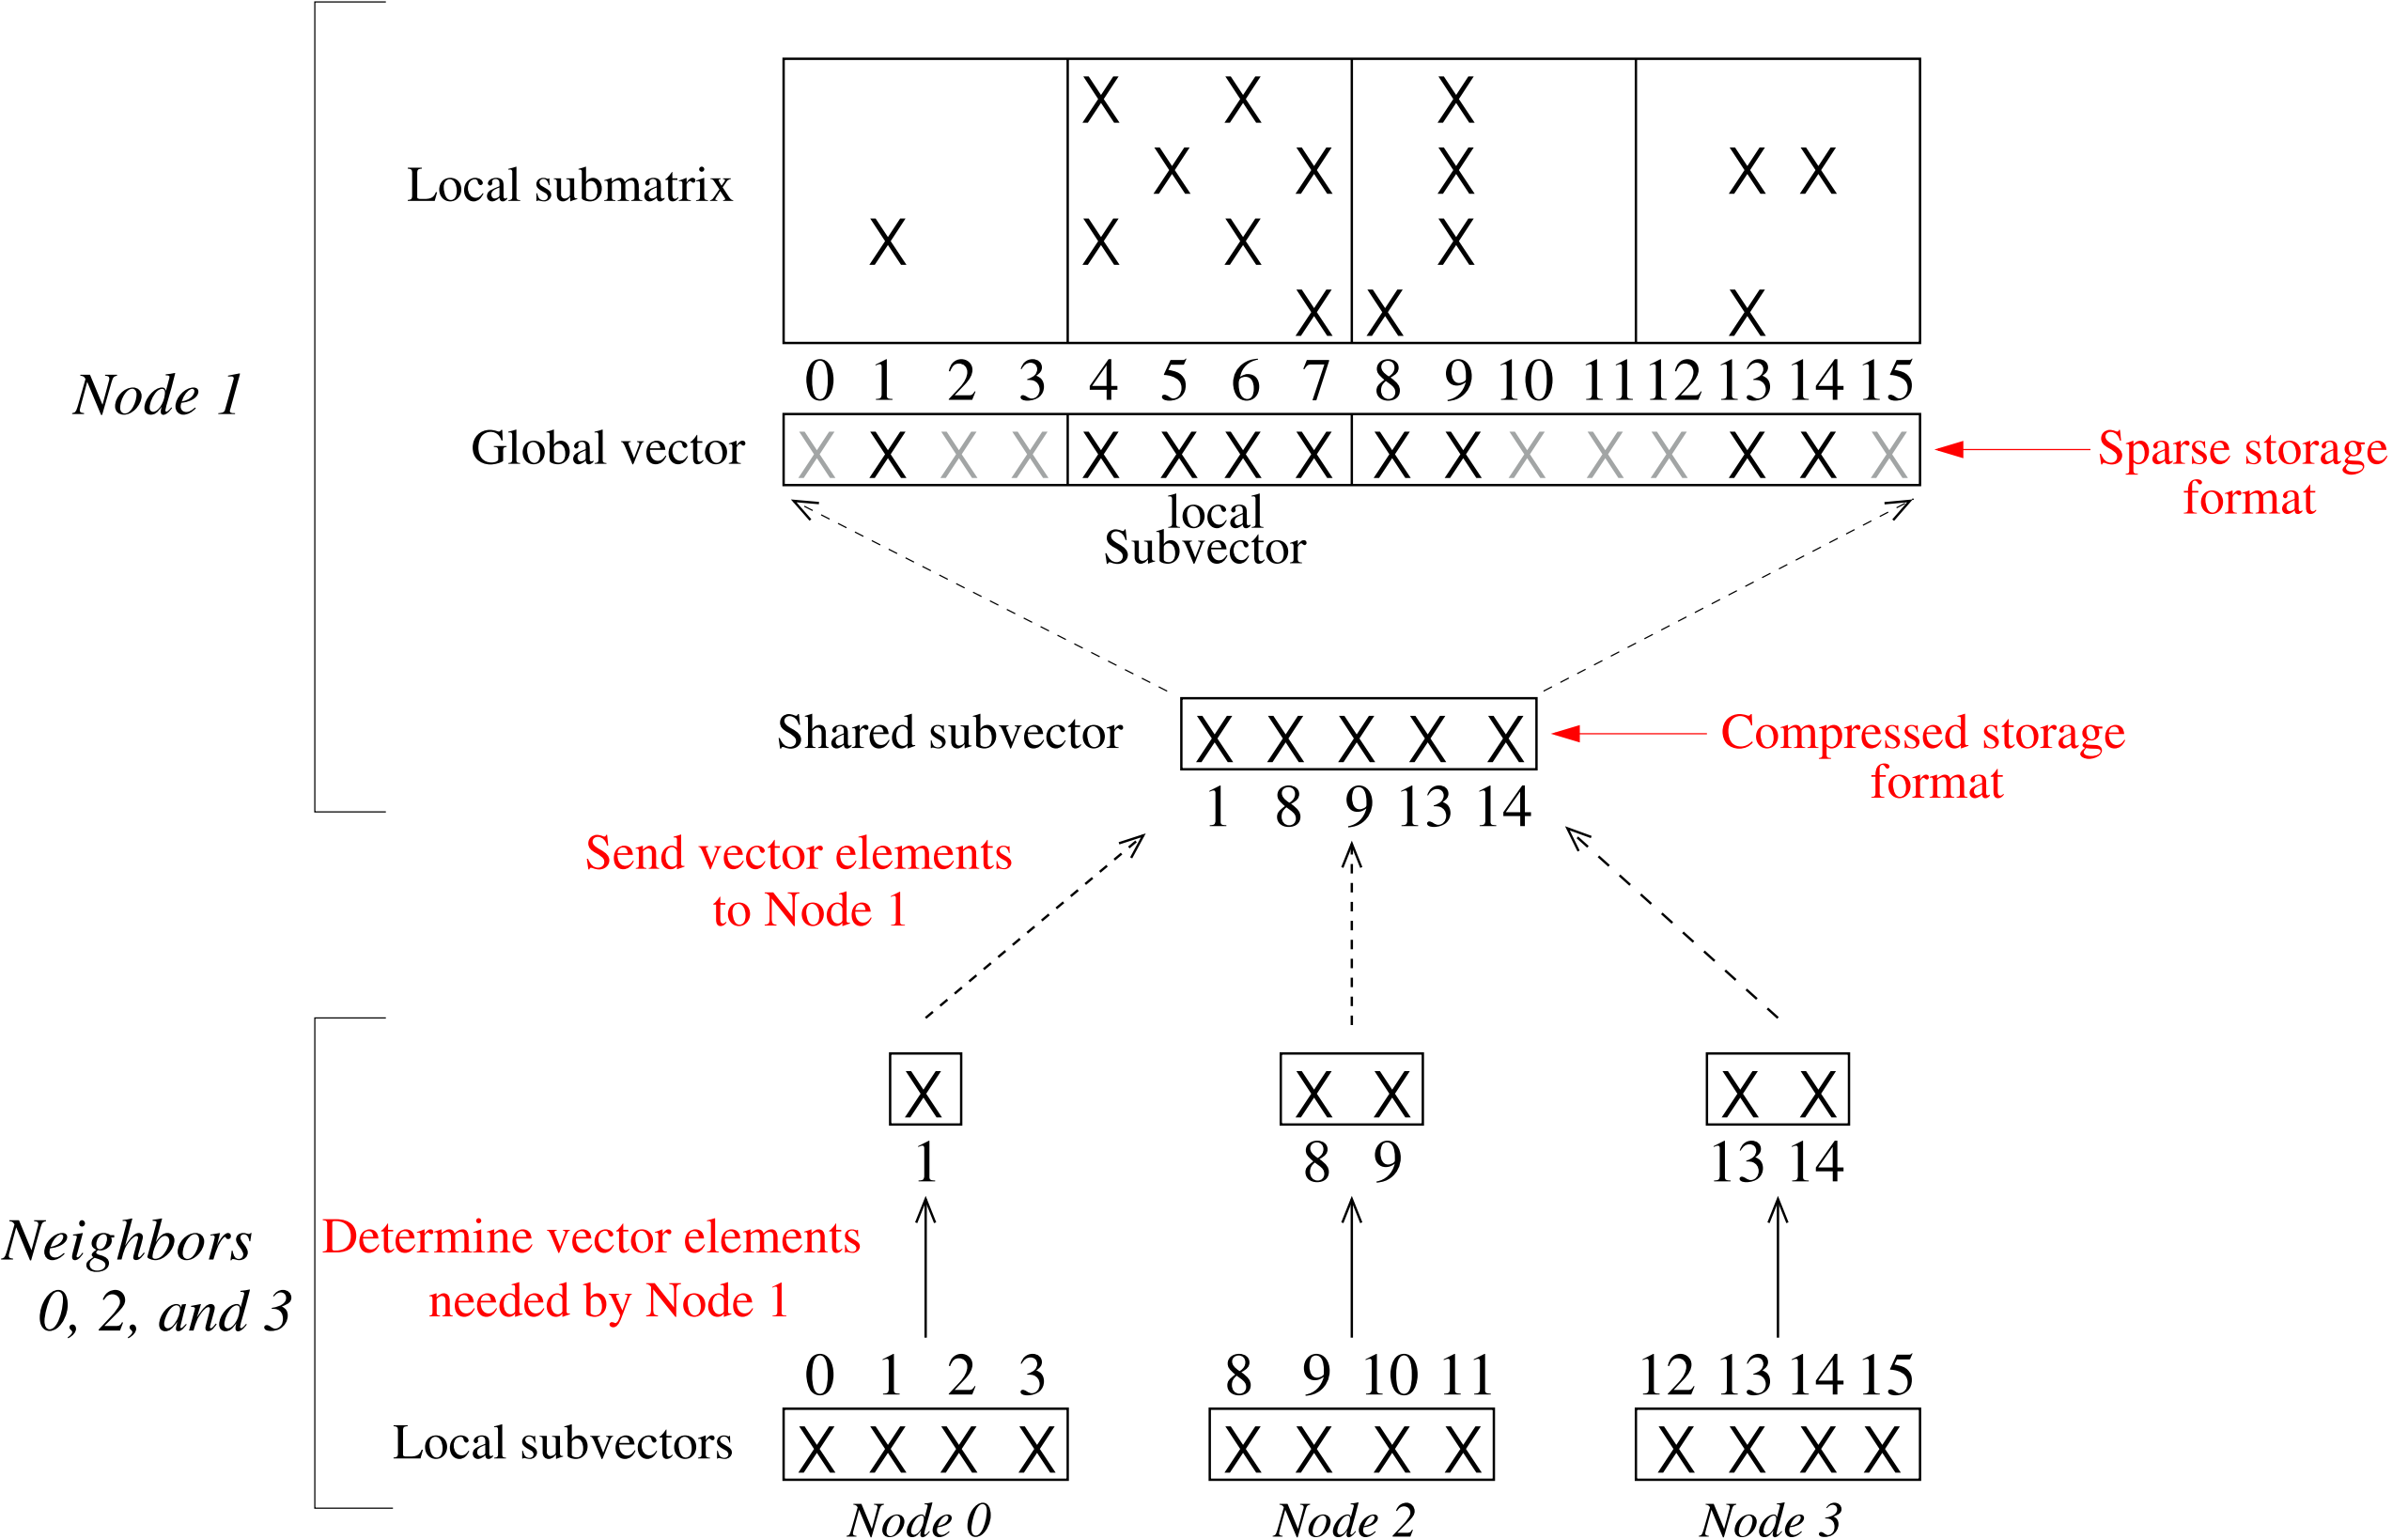 X X X
Local submatrix X X X X X
X X X X
X X X
0 1 2 3 4 5 6 7 8 9 10 11 12 13 14 15
Node 1
Global vector X X X X X X X X X X X X X X X X
Sparse storage
format
local
Subvector
Shared subvector X X X X X
Compressed storage
format
1 8 9 13 14
Send vector elements
to Node 1
X X X X X
1 8 9 13 14
Neighbors
0, 2, and 3
Determine vector elements
needed by Node 1
0 1 2 3 8 9 10 11 12 13 14 15
Local subvectors X X X X X X X X X X X X
Node 0 Node 2 Node 3